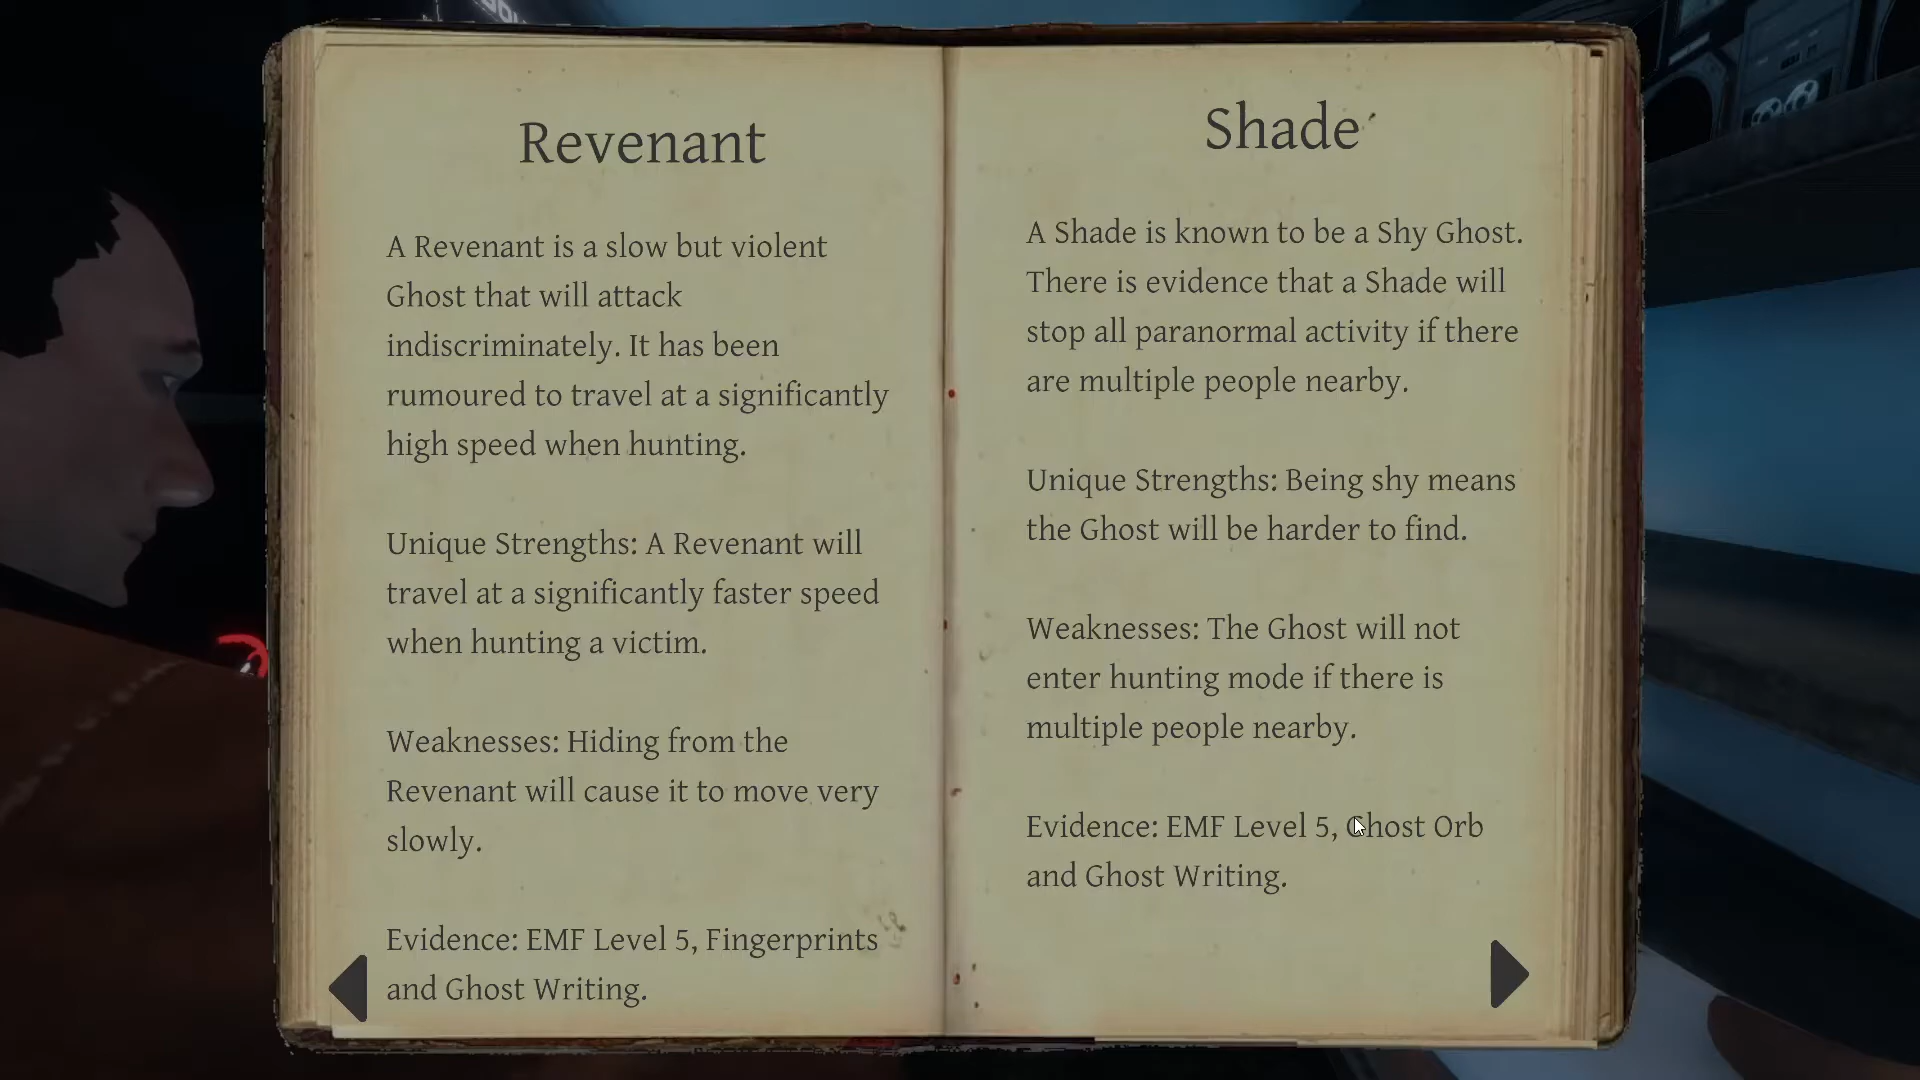 Revenant
A Revenant is a slow but violent
Ghost that will attack
indiscriminately. It has been
rumoured to travel at a significantly
high speed when hunting.
Unique Strengths: A Revenant will
travel at a significantly faster speed
when hunting a victim.
Weaknesses: Hiding from the
Revenant will cause it to move very
slowly.
Evidence: EMF Level 5, Fingerprints
and Ghost Writing.
Shade
A Shade is known to be a Shy Ghost.
There is evidence that a Shade will
stop all paranormal activity if there
are multiple people nearby.
Unique Strengths: Being shy means
the Ghost will be harder to find.
Weaknesses: The Ghost will not
enter hunting mode if there is
multiple people nearby.
Evidence: EMF Level 5, Ghost Orb
and Ghost Writing.